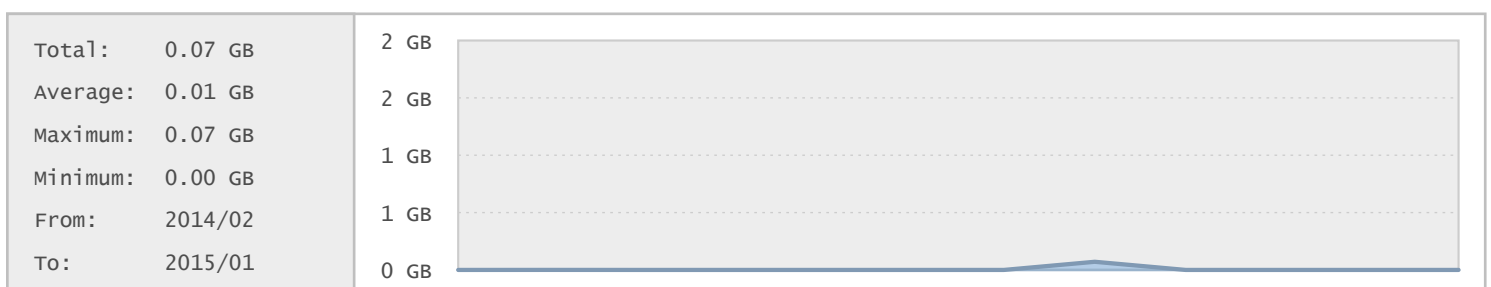 Total: 0.07 GB
Average: 0.01 GB
Maximum: 0.07 GB
Minimum: 0.00 GB
From: 2014/02
To: 2015/01
2 GB
2 GB
1 GB
1 GB
0 GB